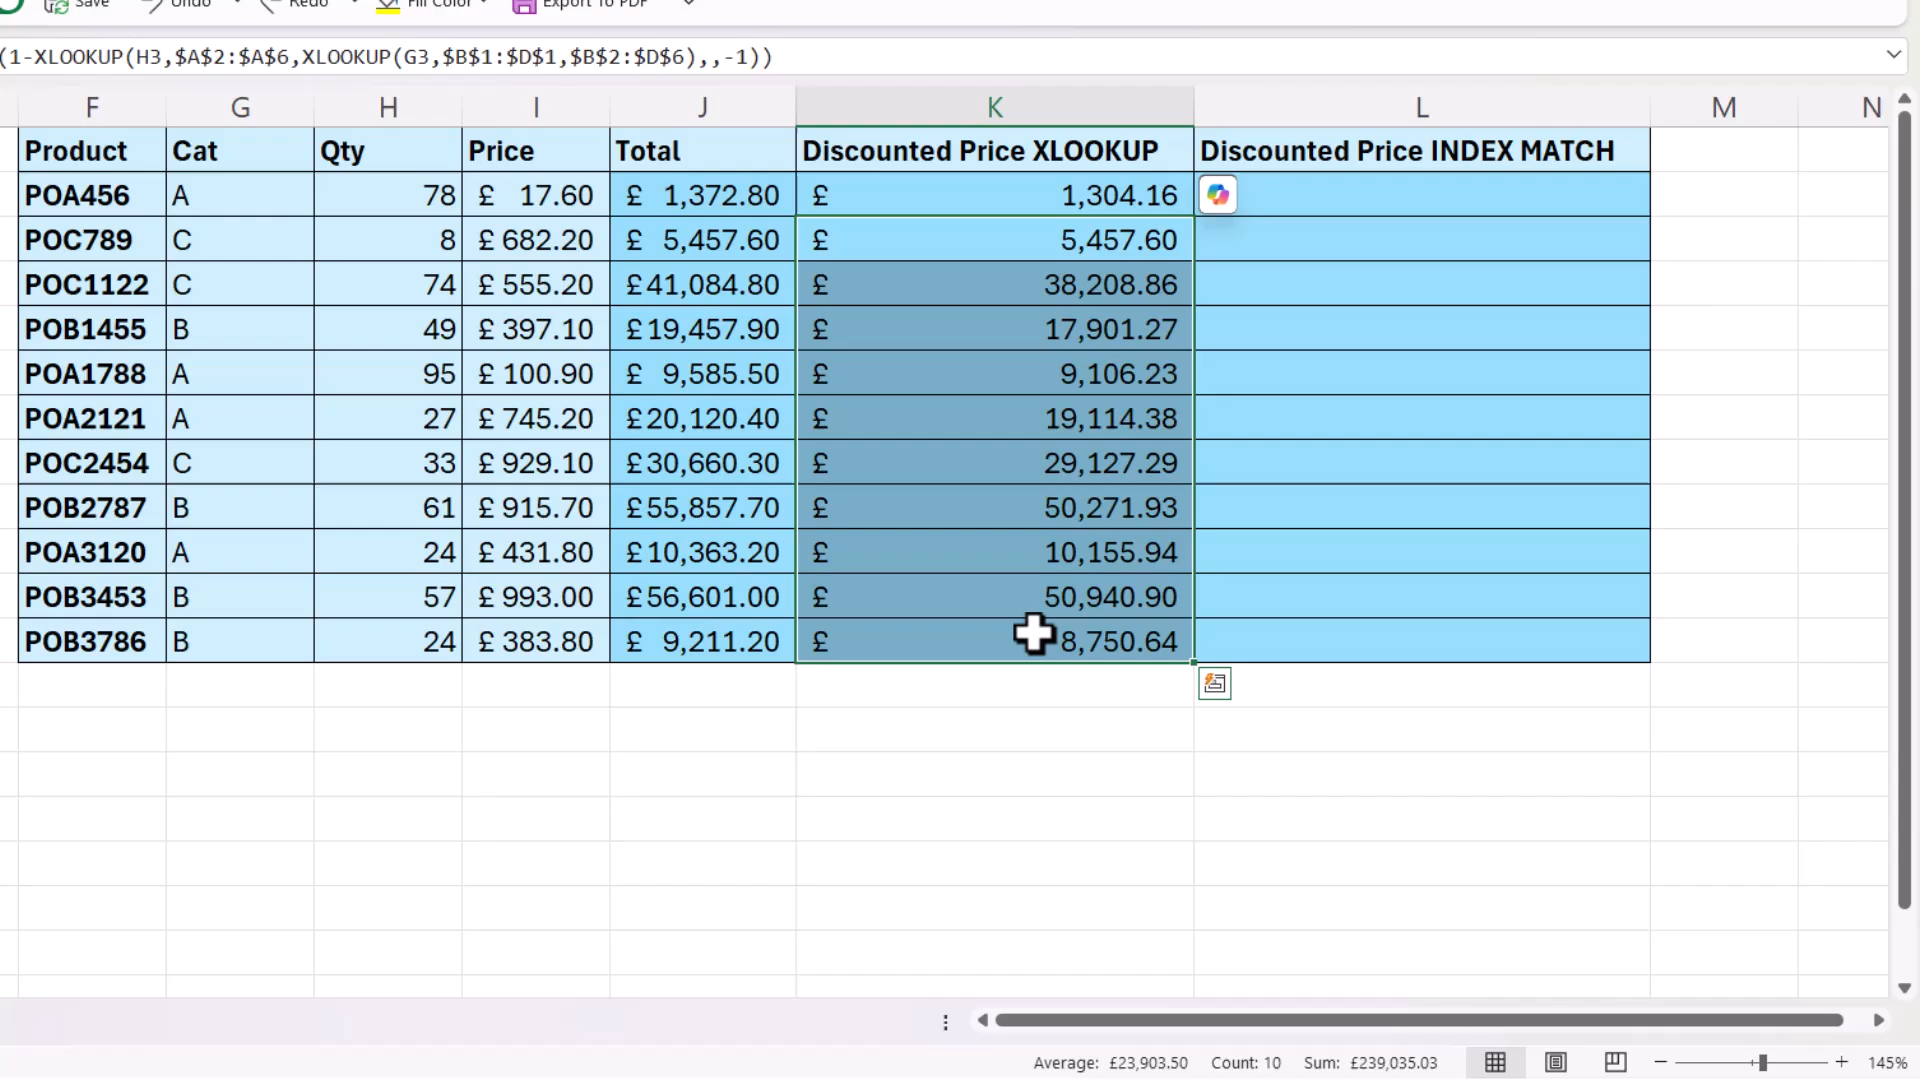 Save Undo Redo Fill Color Export To PDF
(1-XLOOKUP(H3,$A$2:$A$6,XLOOKUP(G3,$B$1:$D$1,$B$2:$D$6),,-1))
F G H I J K L M N
Product Cat Qty Price Total Discounted Price XLOOKUP Discounted Price INDEX MATCH
POA456 A 78 £ 17.60 £ 1,372.80 £ 1,304.16
POC789 C 8 £ 682.20 £ 5,457.60 £ 5,457.60
POC1122 C 74 £ 555.20 £41,084.80 £ 38,208.86
POB1455 B 49 £ 397.10 £19,457.90 £ 17,901.27
POA1788 A 95 £ 100.90 £ 9,585.50 £ 9,106.23
POA2121 A 27 £ 745.20 £20,120.40 £ 19,114.38
POC2454 C 33 £ 929.10 £30,660.30 £ 29,127.29
POB2787 B 61 £ 915.70 £55,857.70 £ 50,271.93
POA3120 A 24 £ 431.80 £10,363.20 £ 10,155.94
POB3453 B 57 £ 993.00 £56,601.00 £ 50,940.90
POB3786 B 24 £ 383.80 £ 9,211.20 £ 8,750.64
Average: £23,903.50 Count: 10 Sum: £239,035.03 145%